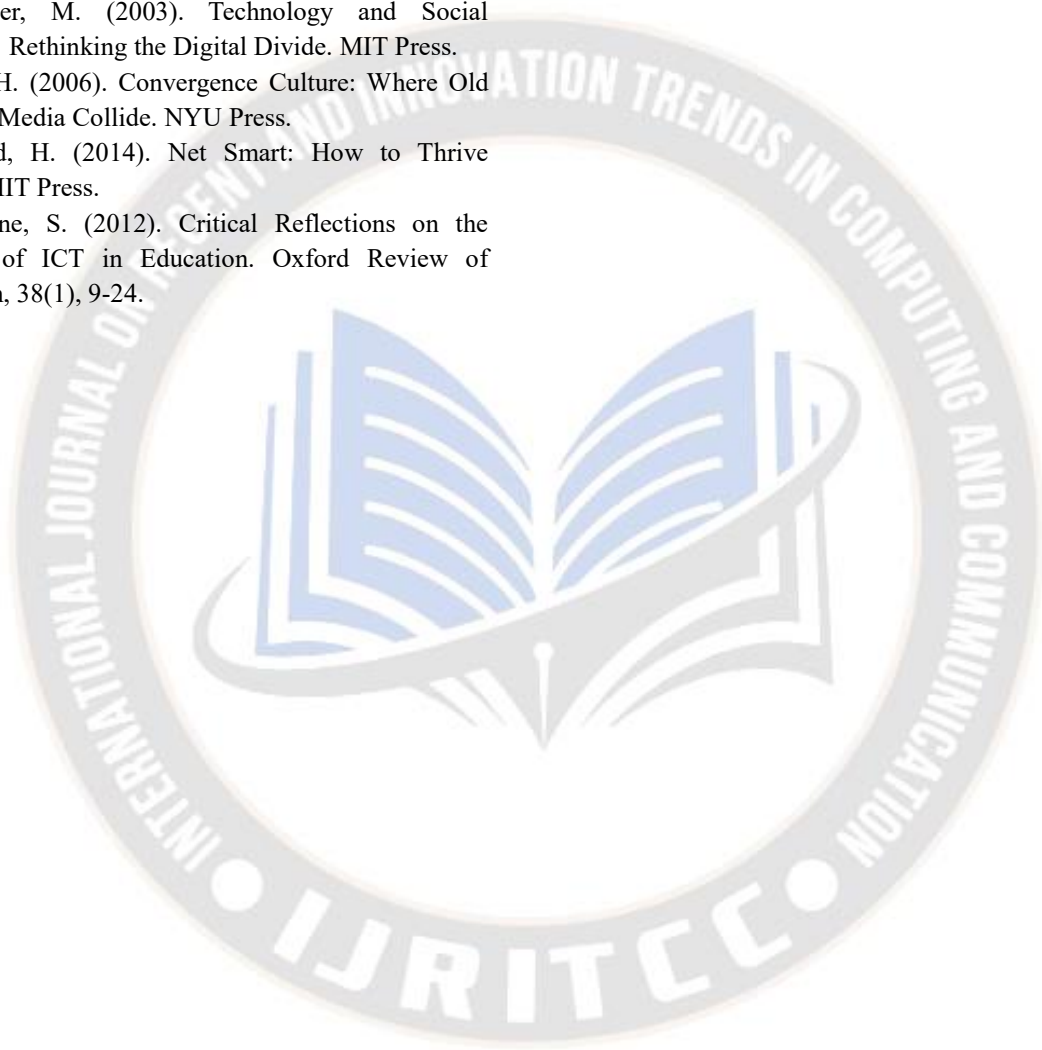 er, M. (2003). Technology and Social
Rethinking the Digital Divide. MIT Press.
H. (2006). Convergence Culture: Where Old
Media Collide. NYU Press.
d, H. (2014). Net Smart: How to Thrive
IIT Press.
ne, S. (2012). Critical Reflections on the
of ICT in Education. Oxford Review of
n, 38(1), 9-24.
INTERNATIONAL JOURNAL ON RECENT AND INNOVATION TRENDS IN COMPUTING AND COMMUNICATION
IJRITCC